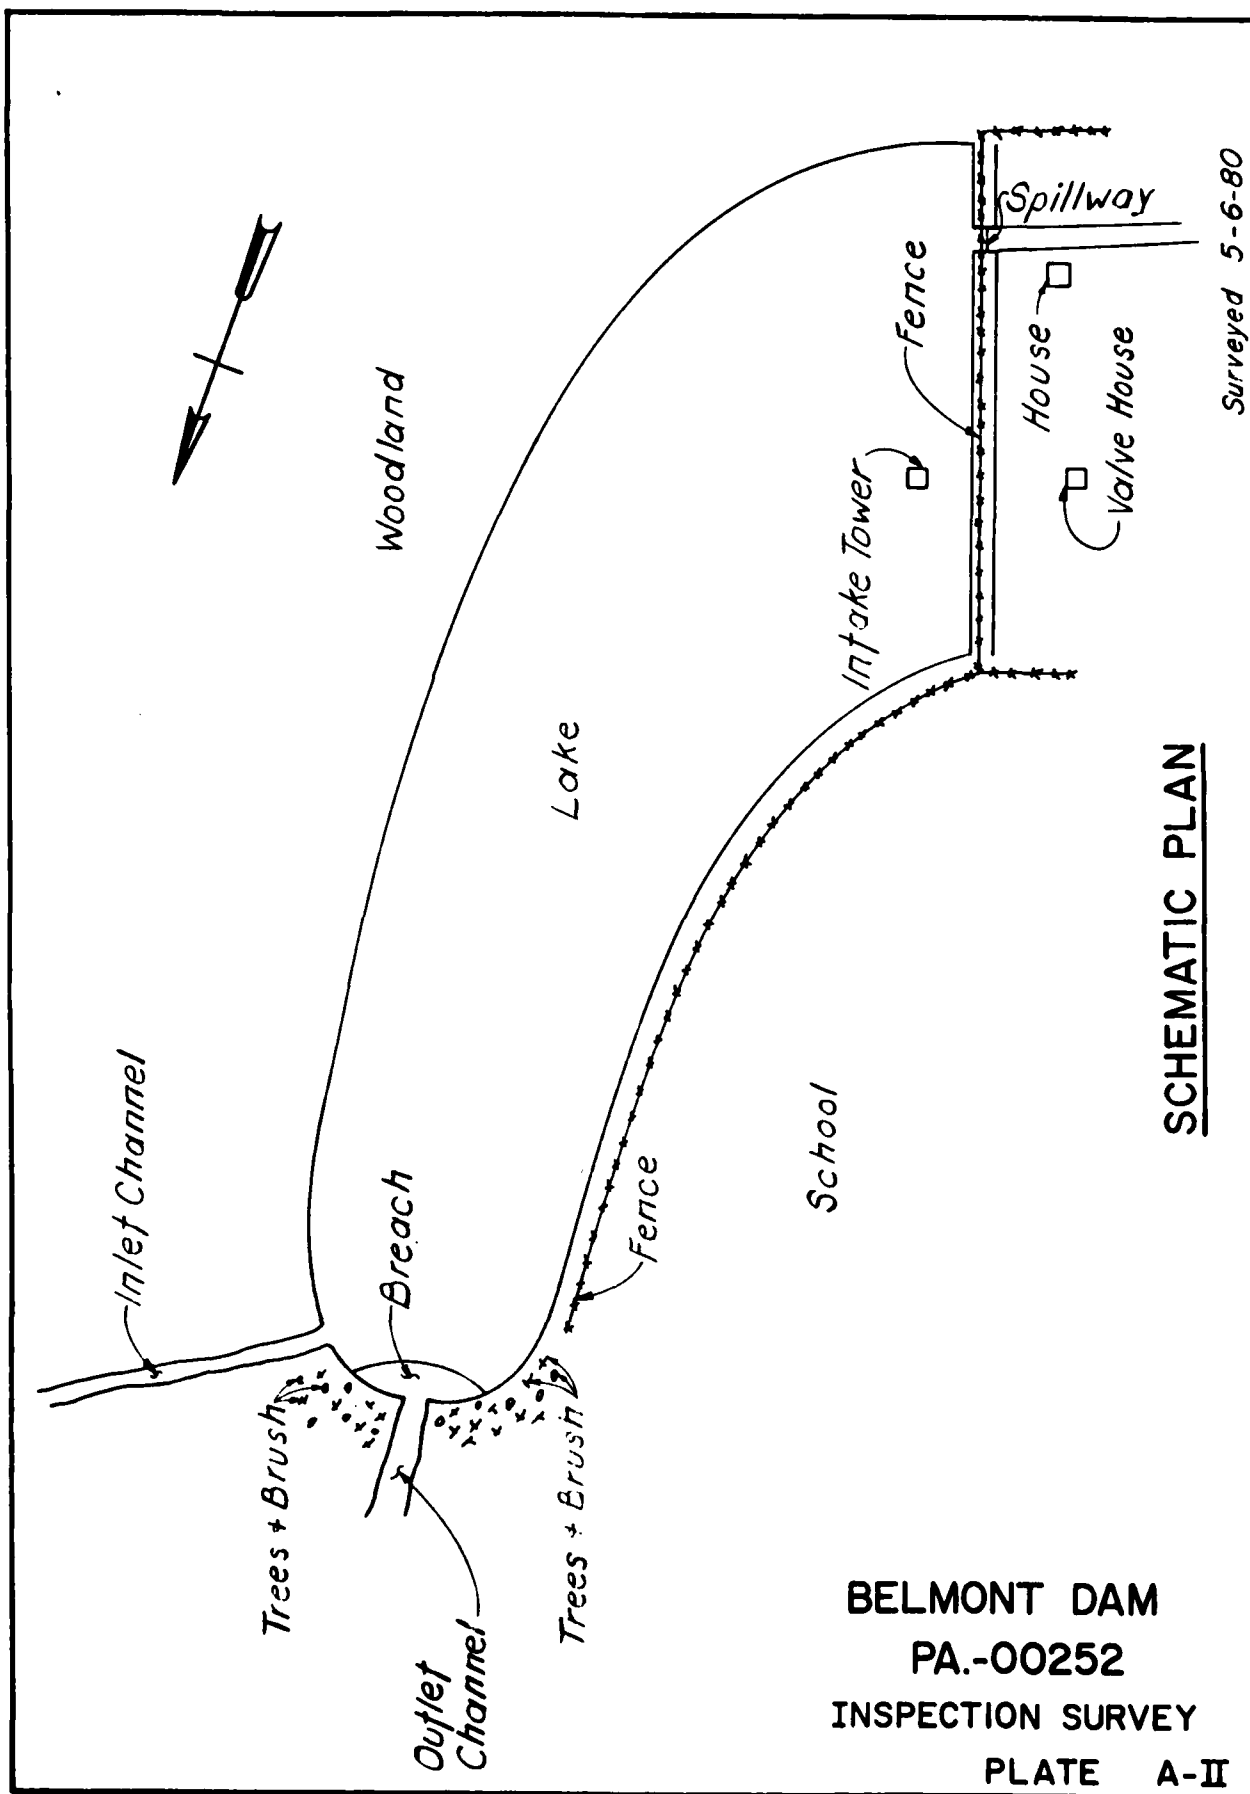 Inlet Channel
Woodland
Breach
Trees + Brush
Outlet
Channel
Trees + Brush
Lake
Fence
Intake Tower
Fence
School
Spillway
House
Valve House
Surveyed 5-6-80
SCHEMATIC PLAN
BELMONT DAM
PA.-00252
INSPECTION SURVEY
PLATE A-II